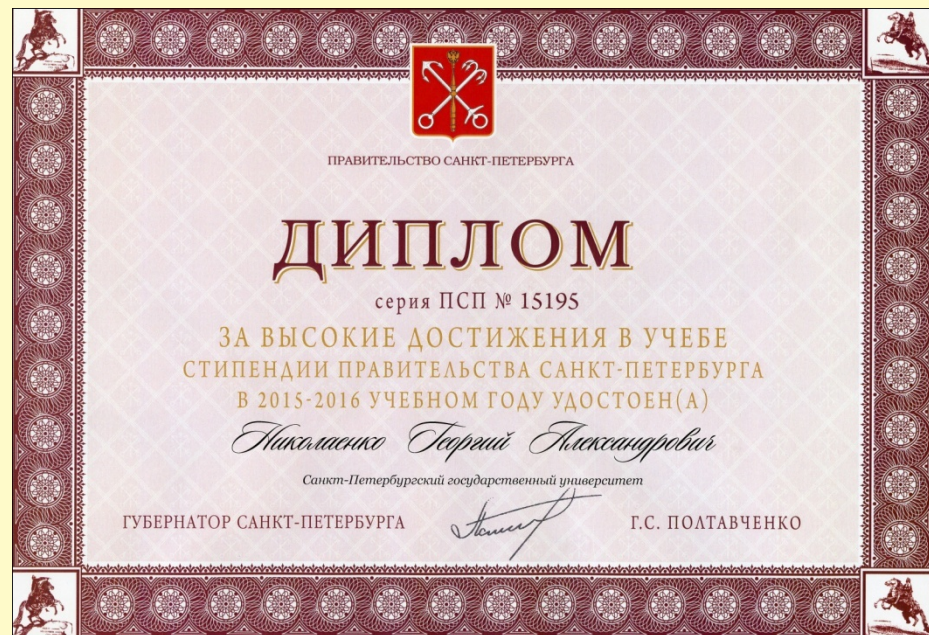 ПРАВИТЕЛЬСТВО САНКТ-ПЕТЕРБУРГА
ДИПЛОМ
серия ПСП № 15195
ЗА ВЫСОКИЕ ДОСТИЖЕНИЯ В УЧЕБЕ
СТИПЕНДИИ ПРАВИТЕЛЬСТВА САНКТ-ПЕТЕРБУРГА
В 2015-2016 УЧЕБНОМ ГОДУ УДОСТОЕН(А)
Николаенко Георгий Александрович
Санкт-Петербургский государственный университет
ГУБЕРНАТОР САНКТ-ПЕТЕРБУРГА Г.С. ПОЛТАВЧЕНКО